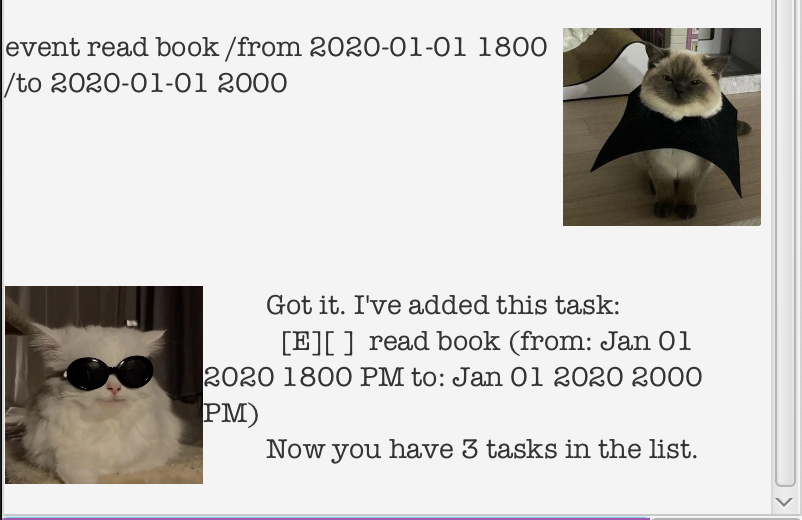 event read book /from 2020-01-01 1800
/to 2020-01-01 2000
Got it. I've added this task:
[E][ ] read book (from: Jan 01
2020 1800 PM to: Jan 01 2020 2000
PM)
Now you have 3 tasks in the list.